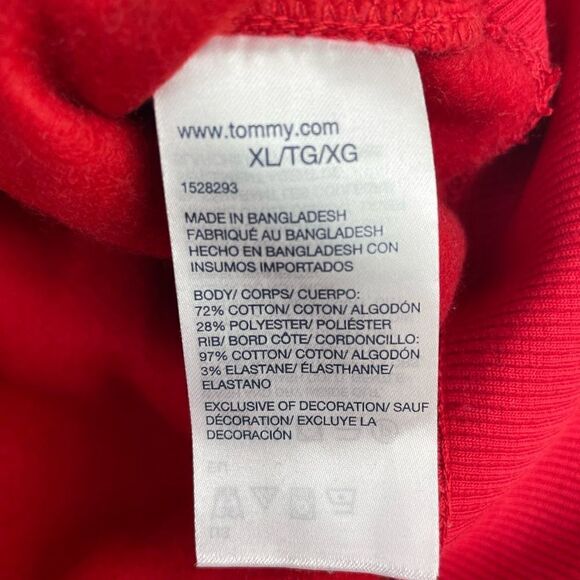 www.tommy.com
XL/TG/XG
1528293
MADE IN BANGLADESH
FABRIQUÉ AU BANGLADESH
HECHO EN BANGLADESH CON
INSUMOS IMPORTADOS
BODY/ CORPS/ CUERPO:
72% COTTON/ COTON/ ALGODÓN
28% POLYESTER/ POLIÉSTER
RIB/ BORD CÔTE/ CORDONCILLO:
97% COTTON/ COTON/ ALGODÓN
3% ELASTANE/ ÉLASTHANNE/
ELASTANO
EXCLUSIVE OF DECORATION/ SAUF
DÉCORATION/ EXCLUYE LA
DECORACIÓN